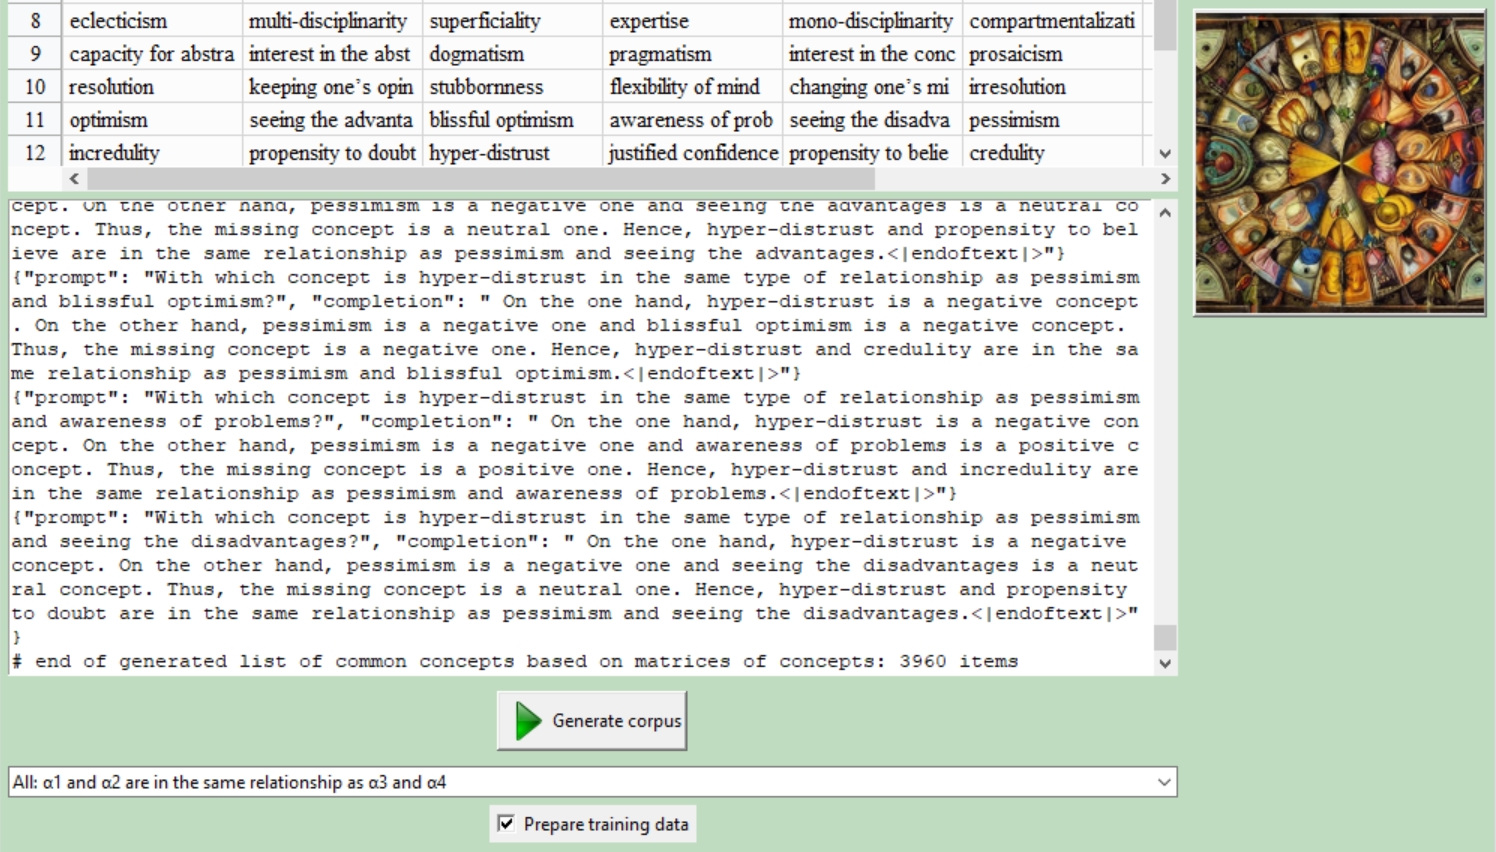 8 eclecticism multi-disciplinarity superficiality expertise mono-disciplinarity compartmentalizati
9 capacity for abstra interest in the abst dogmatism pragmatism interest in the conc prosaicism
10 resolution keeping one's opin stubbornness flexibility of mind changing one's mi irresolution
11 optimism seeing the advanta blissful optimism awareness of prob seeing the disadva pessimism
12 incredulity propensity to doubt hyper-distrust justified confidence propensity to belie credulity
cept. On the other hand, pessimism is a negative one and seeing the advantages is a neutral co
ncept. Thus, the missing concept is a neutral one. Hence, hyper-distrust and propensity to bel
ieve are in the same relationship as pessimism and seeing the advantages.<|endoftext|>"}
{"prompt": "With which concept is hyper-distrust in the same type of relationship as pessimism
and blissful optimism?", "completion": " On the one hand, hyper-distrust is a negative concept
. On the other hand, pessimism is a negative one and blissful optimism is a negative concept.
Thus, the missing concept is a negative one. Hence, hyper-distrust and credulity are in the sa
me relationship as pessimism and blissful optimism.<|endoftext|>"}
{"prompt": "With which concept is hyper-distrust in the same type of relationship as pessimism
and awareness of problems?", "completion": " On the one hand, hyper-distrust is a negative con
cept. On the other hand, pessimism is a negative one and awareness of problems is a positive c
oncept. Thus, the missing concept is a positive one. Hence, hyper-distrust and incredulity are
in the same relationship as pessimism and awareness of problems.<|endoftext|>"}
{"prompt": "With which concept is hyper-distrust in the same type of relationship as pessimism
and seeing the disadvantages?", "completion": " On the one hand, hyper-distrust is a negative
concept. On the other hand, pessimism is a negative one and seeing the disadvantages is a neut
ral concept. Thus, the missing concept is a neutral one. Hence, hyper-distrust and propensity
to doubt are in the same relationship as pessimism and seeing the disadvantages.<|endoftext|>"
}
# end of generated list of common concepts based on matrices of concepts: 3960 items
Generate corpus
All: α1 and α2 are in the same relationship as α3 and α4
Prepare training data